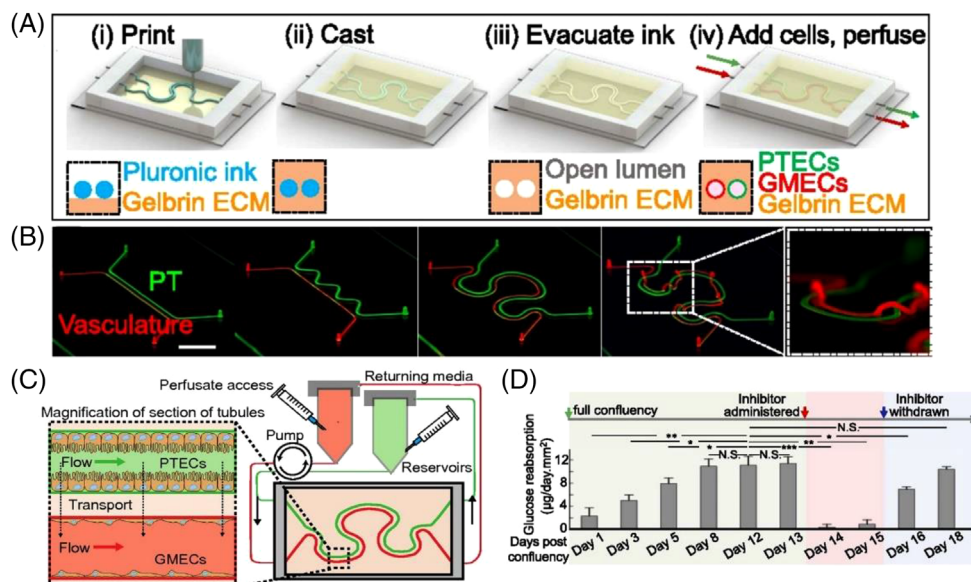 (A)
(i) Print
(ii) Cast
(iii) Evacuate ink
(iv) Add cells, perfuse
Pluronic ink
Gelbrin ECM
Open lumen
Gelbrin ECM
PTECs
GMECs
Gelbrin ECM
(B)
PT
Vasculature
(C)
Magnification of section of tubules
Flow
PTECs
Transport
Flow
GMECs
Perfusate access
Returning media
Pump
Reservoirs
(D)
full confluency
Inhibitor
administered
Inhibitor
withdrawn
N.S.
** * ** *
* * ***
N.S. N.S.
Glucose reabsorption
(µg/day.mm²)
12
8
4
0
Days post
confluency
Day 1
Day 3
Day 5
Day 8
Day 12
Day 13
Day 14
Day 15
Day 16
Day 18